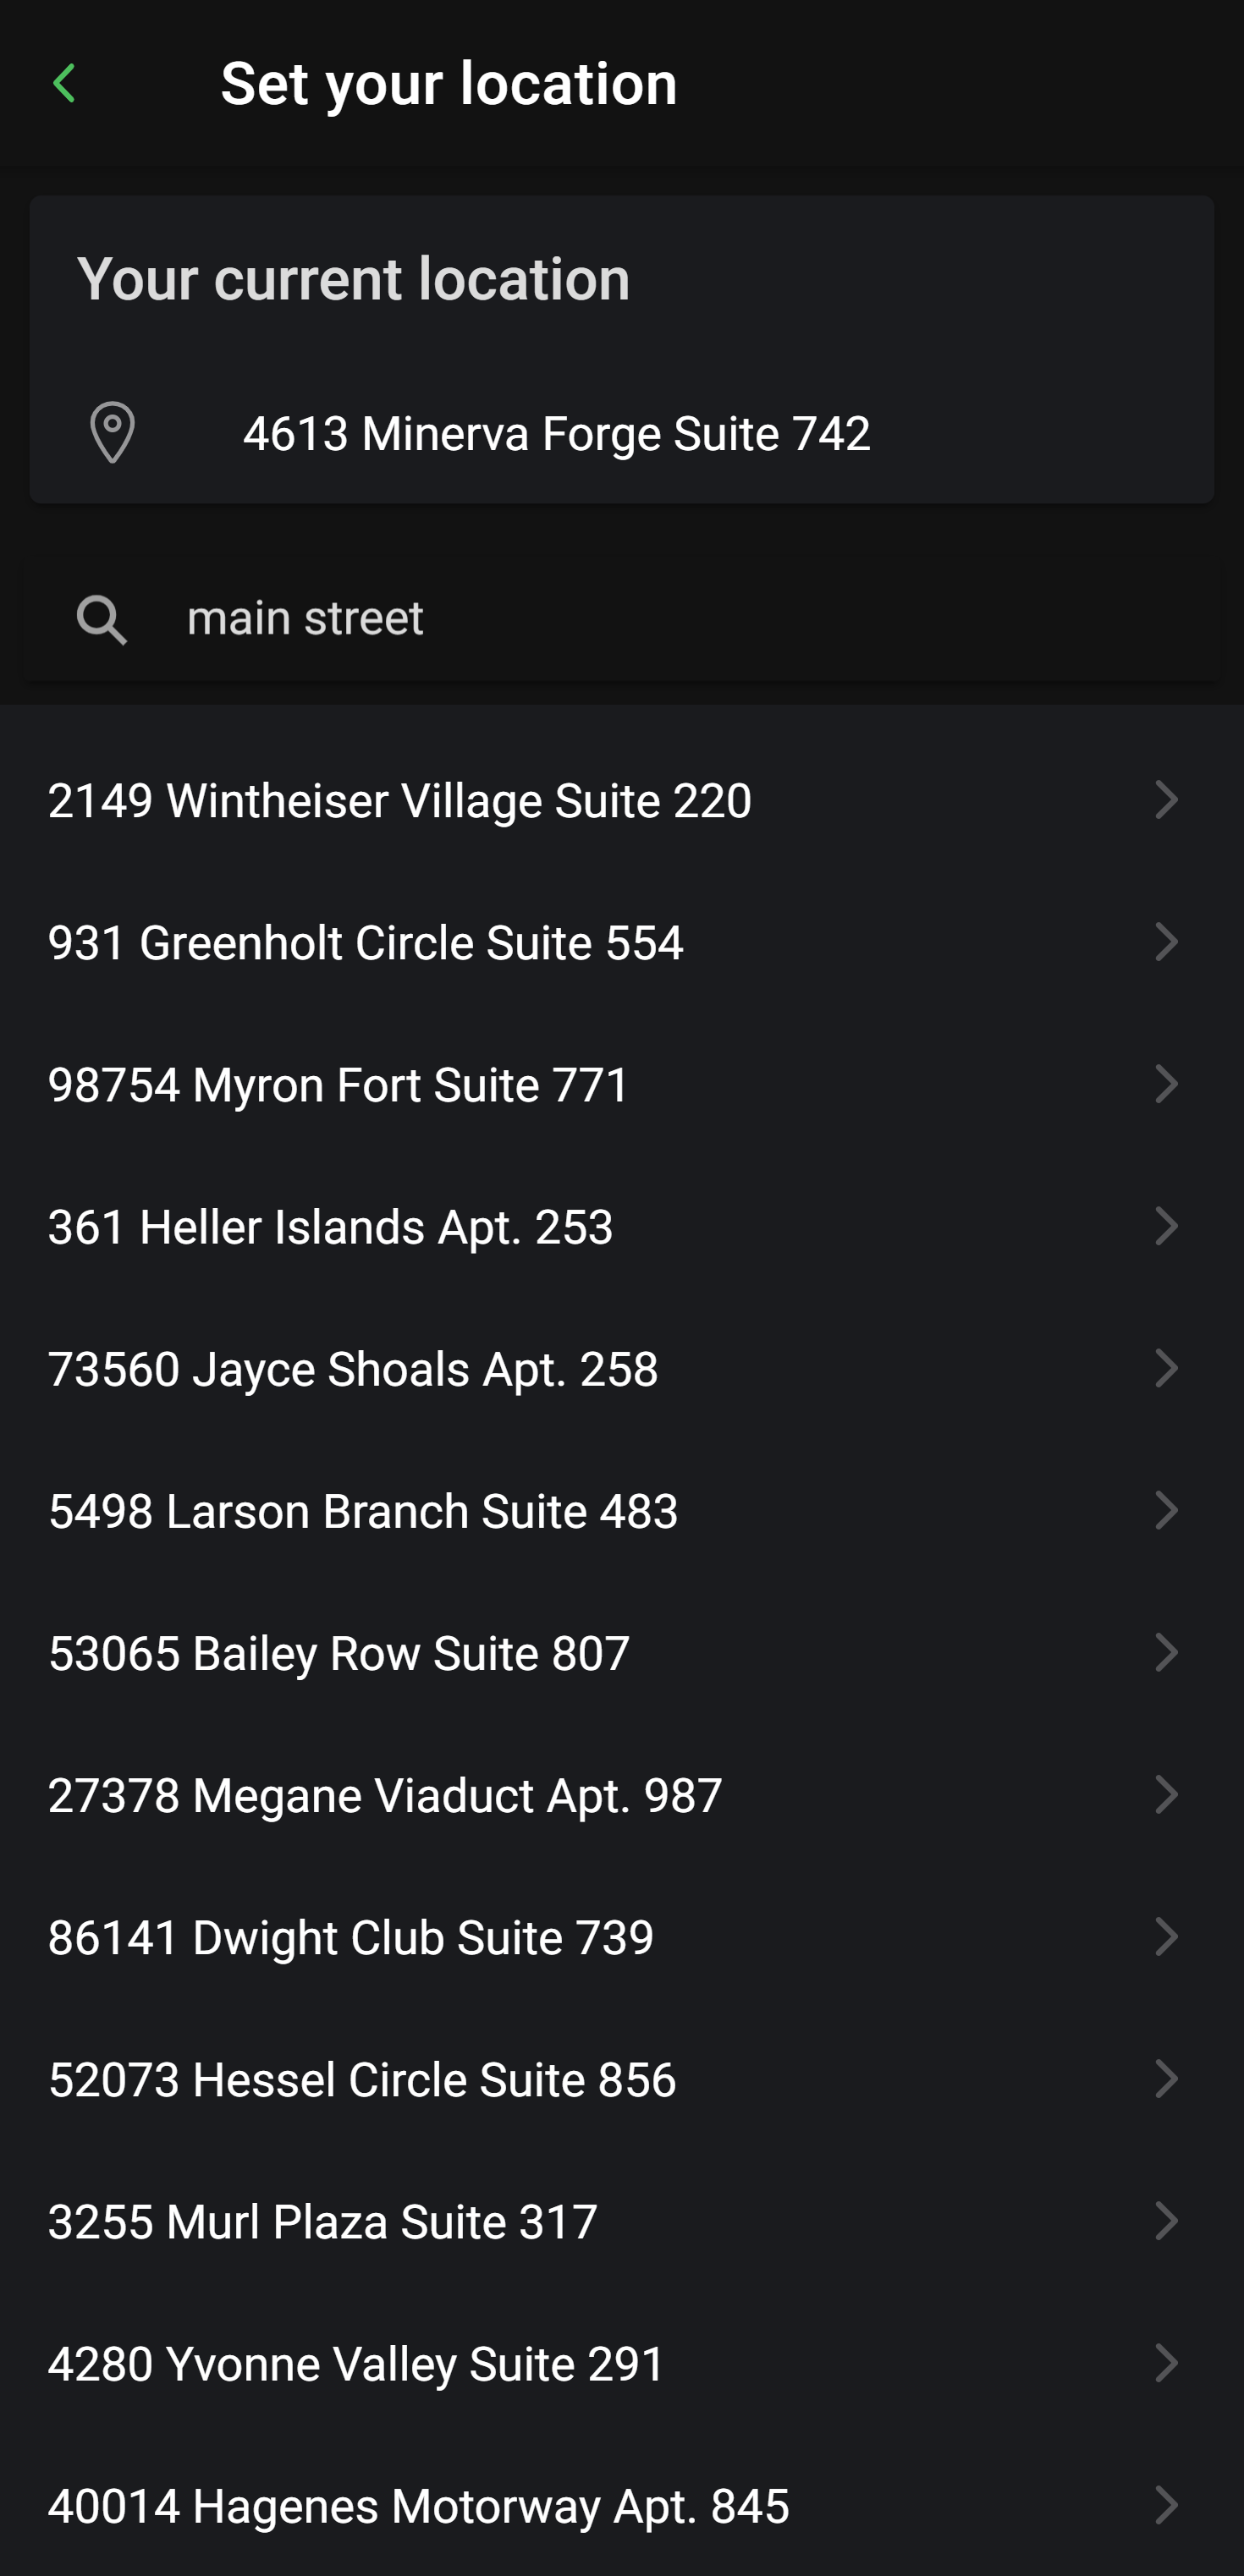 Set your location
Your current location
4613 Minerva Forge Suite 742
main street
2149 Wintheiser Village Suite 220
931 Greenholt Circle Suite 554
98754 Myron Fort Suite 771
361 Heller Islands Apt. 253
73560 Jayce Shoals Apt. 258
5498 Larson Branch Suite 483
53065 Bailey Row Suite 807
27378 Megane Viaduct Apt. 987
86141 Dwight Club Suite 739
52073 Hessel Circle Suite 856
3255 Murl Plaza Suite 317
4280 Yvonne Valley Suite 291
40014 Hagenes Motorway Apt. 845